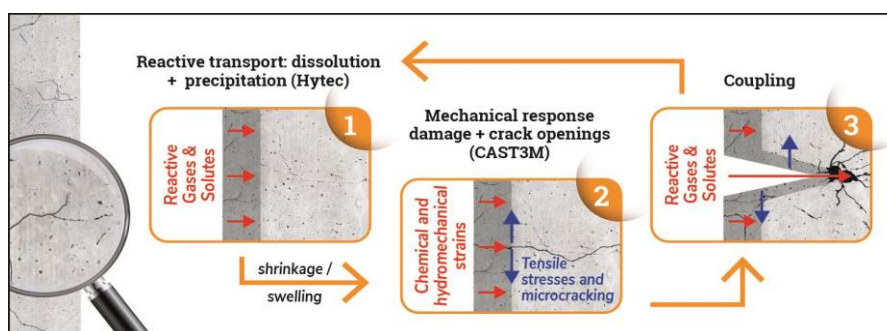 Reactive transport: dissolution
+ precipitation (Hytec)
1
Reactive
Gases &
Solutes
shrinkage /
swelling
Mechanical response
damage + crack openings
(CAST3M)
2
Chemical and
hydromechanical
strains
Tensile
stresses and
microcracking
Coupling
3
Reactive
Gases &
Solutes